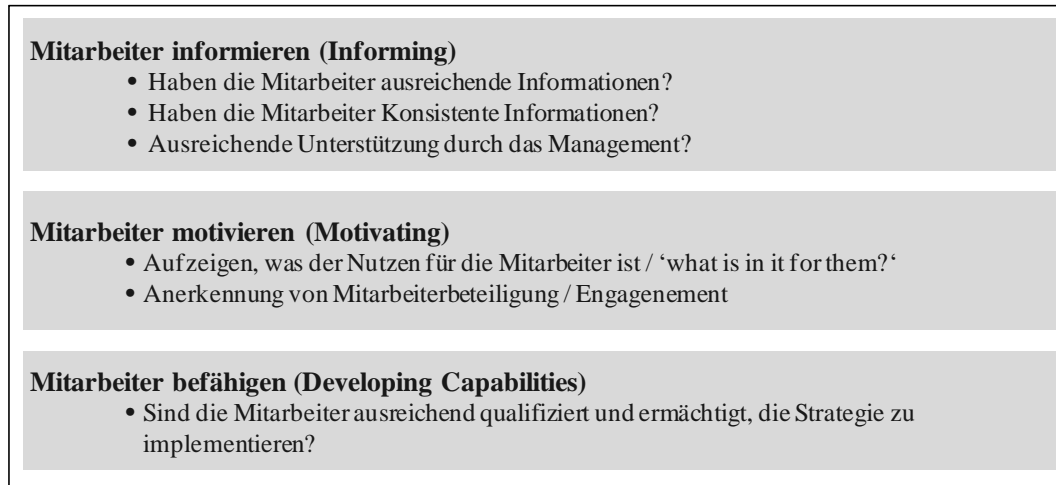 Mitarbeiter informieren (Informing)
• Haben die Mitarbeiter ausreichende Informationen?
• Haben die Mitarbeiter Konsistente Informationen?
• Ausreichende Unterstützung durch das Management?
Mitarbeiter motivieren (Motivating)
• Aufzeigen, was der Nutzen für die Mitarbeiter ist / ‘what is in it for them?‘
• Anerkennung von Mitarbeiterbeteiligung / Engagenement
Mitarbeiter befähigen (Developing Capabilities)
• Sind die Mitarbeiter ausreichend qualifiziert und ermächtigt, die Strategie zu
implementieren?